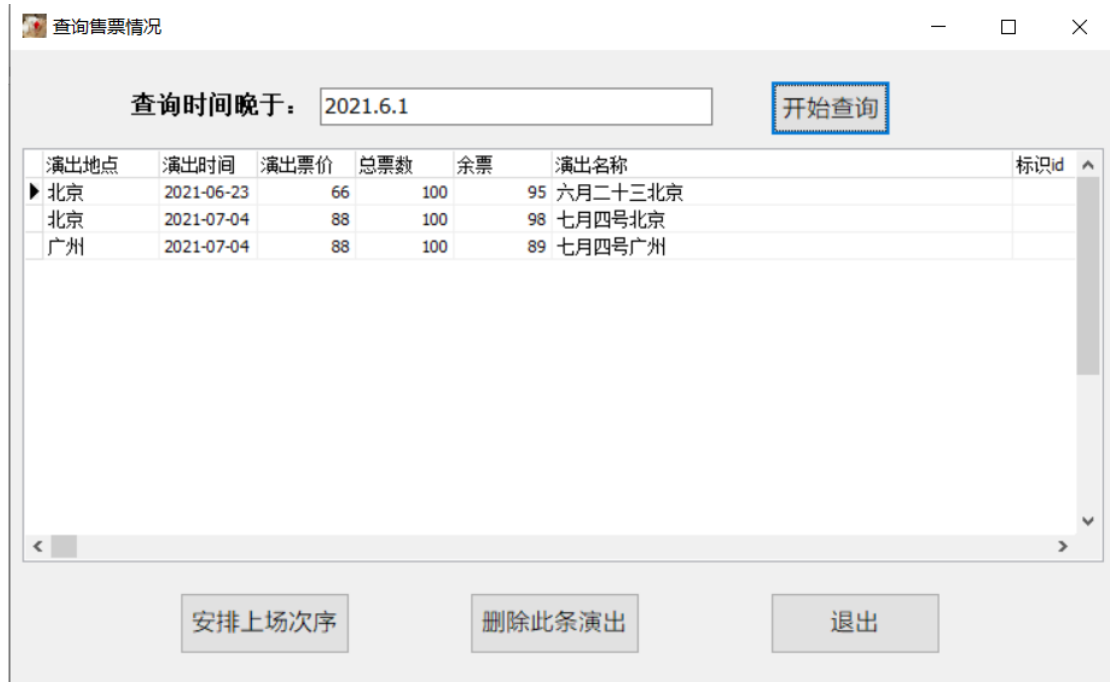 查询售票情况
查询时间晚于： 2021.6.1 开始查询
演出地点 演出时间 演出票价 总票数 余票 演出名称 标识id
北京 2021-06-23 66 100 95 六月二十三北京
北京 2021-07-04 88 100 98 七月四号北京
广州 2021-07-04 88 100 89 七月四号广州
安排上场次序 删除此条演出 退出